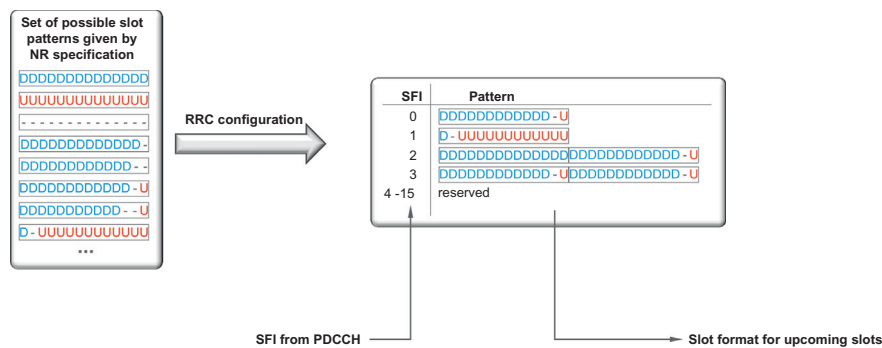 Set of possible slot
patterns given by
NR specification
DDDDDDDDDDDDDD
UUUUUUUUUUUUUU
- - - - - - - - - - - - - -
DDDDDDDDDDDDD -
DDDDDDDDDDDD - -
DDDDDDDDDDDD - U
DDDDDDDDDDD - - U
D - UUUUUUUUUUUU
...
RRC configuration
SFI Pattern
0 DDDDDDDDDDDD - U
1 D - UUUUUUUUUUUU
2 DDDDDDDDDDDDDD DDDDDDDDDDDD - U
3 DDDDDDDDDDDD - U DDDDDDDDDDDD - U
4 -15 reserved
SFI from PDCCH
Slot format for upcoming slots